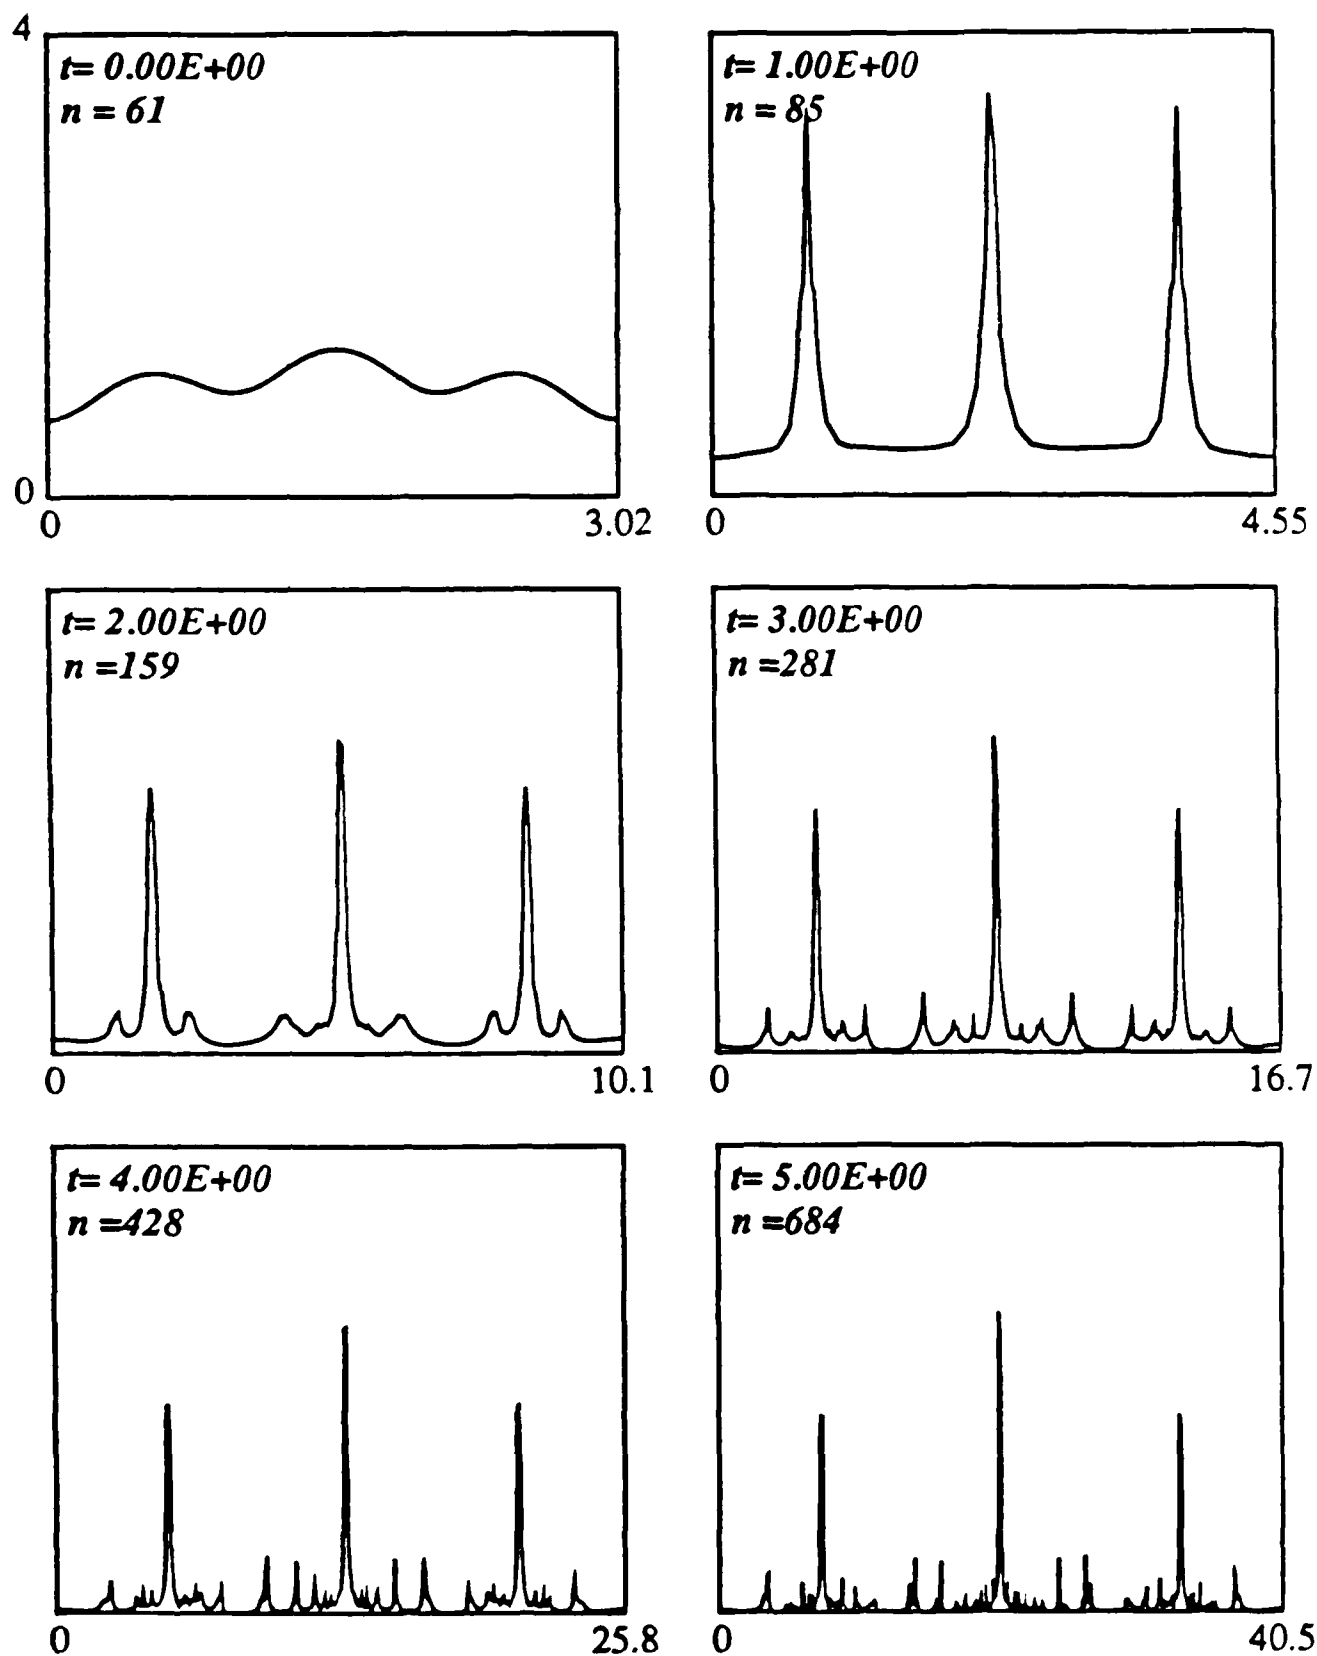 4
t= 0.00E+00
n = 61
0
0
3.02
t= 1.00E+00
n = 85
0
4.55
t= 2.00E+00
n =159
0
10.1
t= 3.00E+00
n =281
0
16.7
t= 4.00E+00
n =428
0
25.8
t= 5.00E+00
n =684
0
40.5